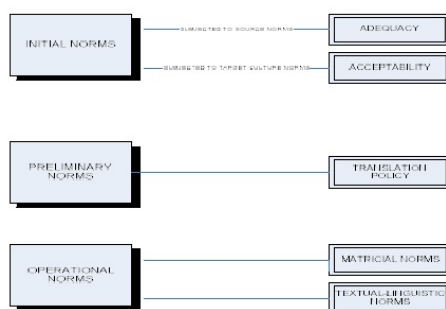 INITIAL NORMS
SUBJECTED TO SOURCE NORMS
ADEQUACY
SUBJECTED TO TARGET CULTURE NORMS
ACCEPTABILITY
PRELIMINARY
NORMS
TRANSLATION
POLICY
OPERATIONAL
NORMS
MATRICIAL NORMS
TEXTUAL-LINGUISTIC
NORMS